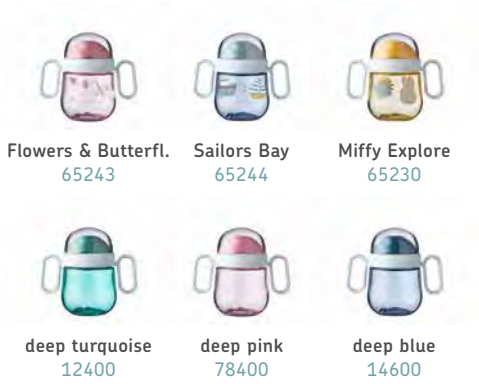 Flowers & Butterfl. Sailors Bay Miffy Explore
65243 65244 65230
deep turquoise deep pink deep blue
12400 78400 14600